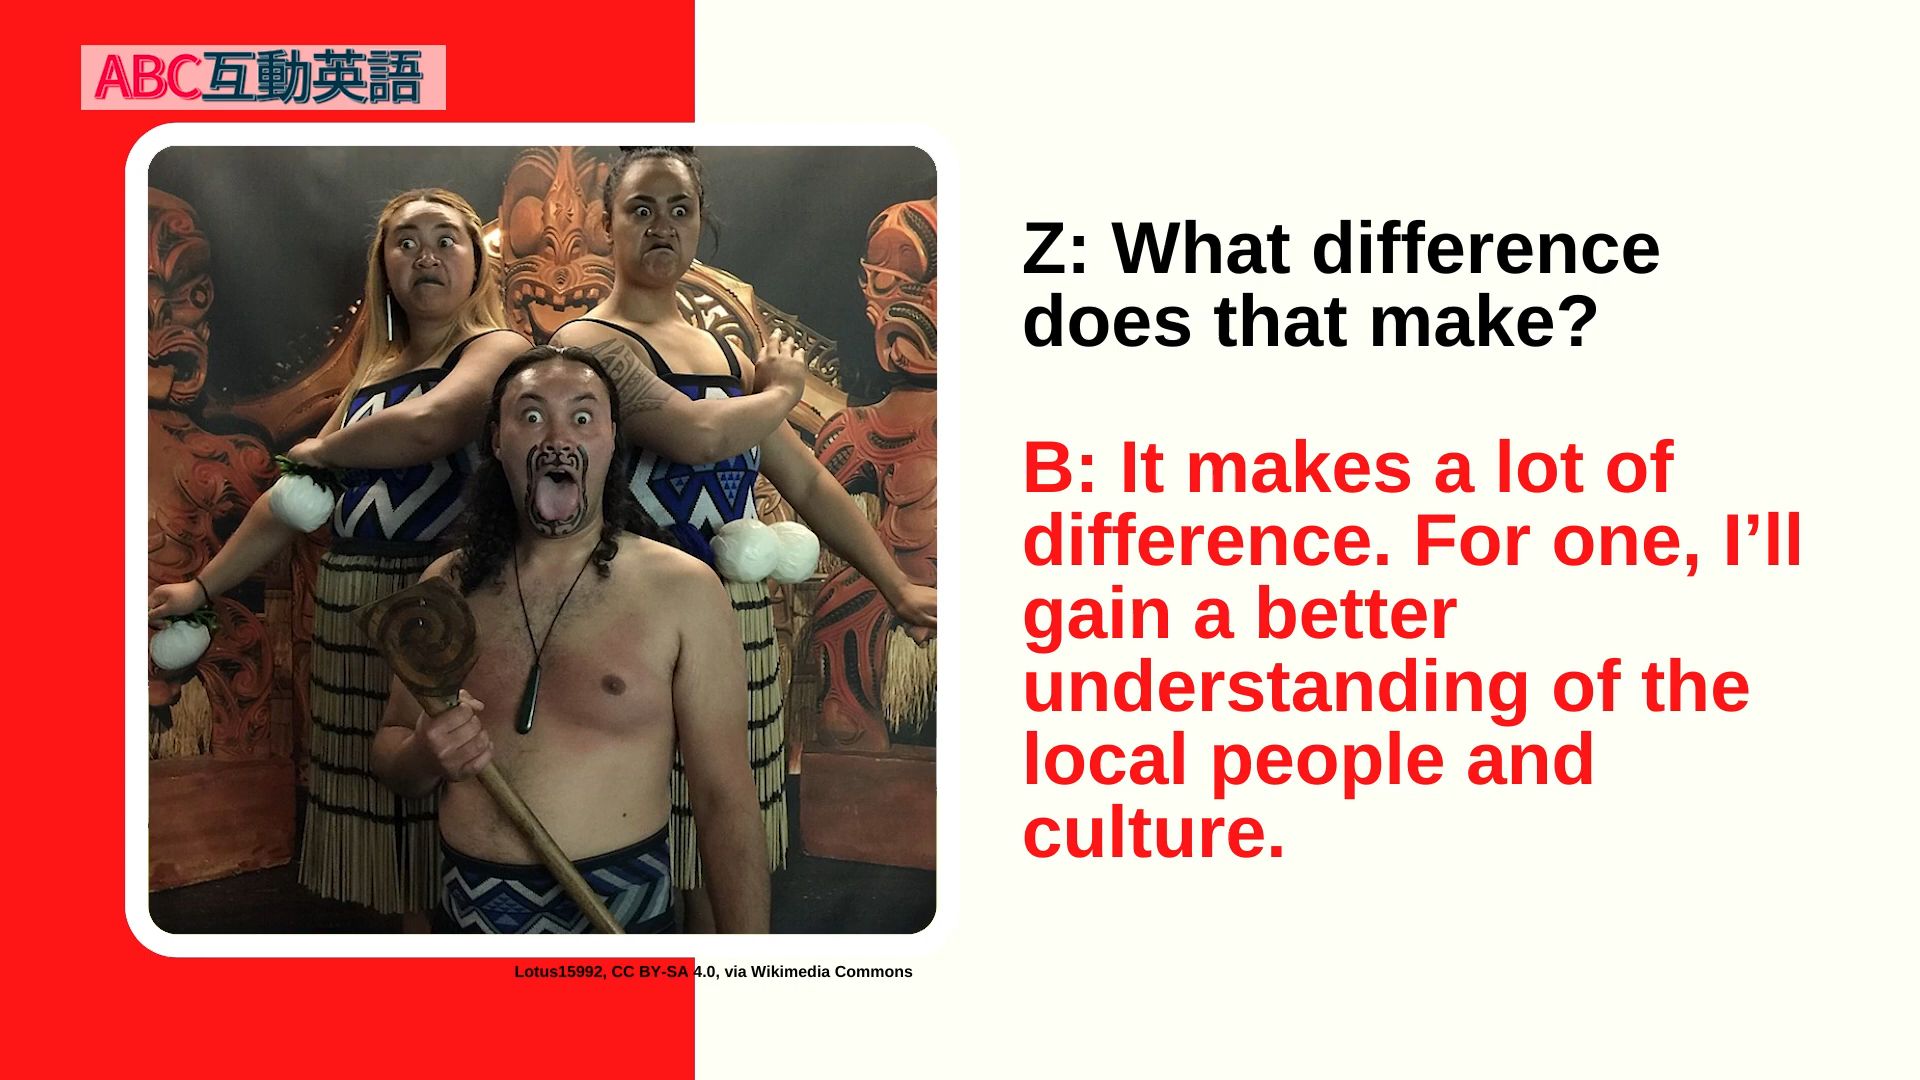 ABC互動英語
Z: What difference
does that make?
B: It makes a lot of
difference. For one, I’ll
gain a better
understanding of the
local people and
culture.
Lotus15992, CC BY-SA 4.0, via Wikimedia Commons